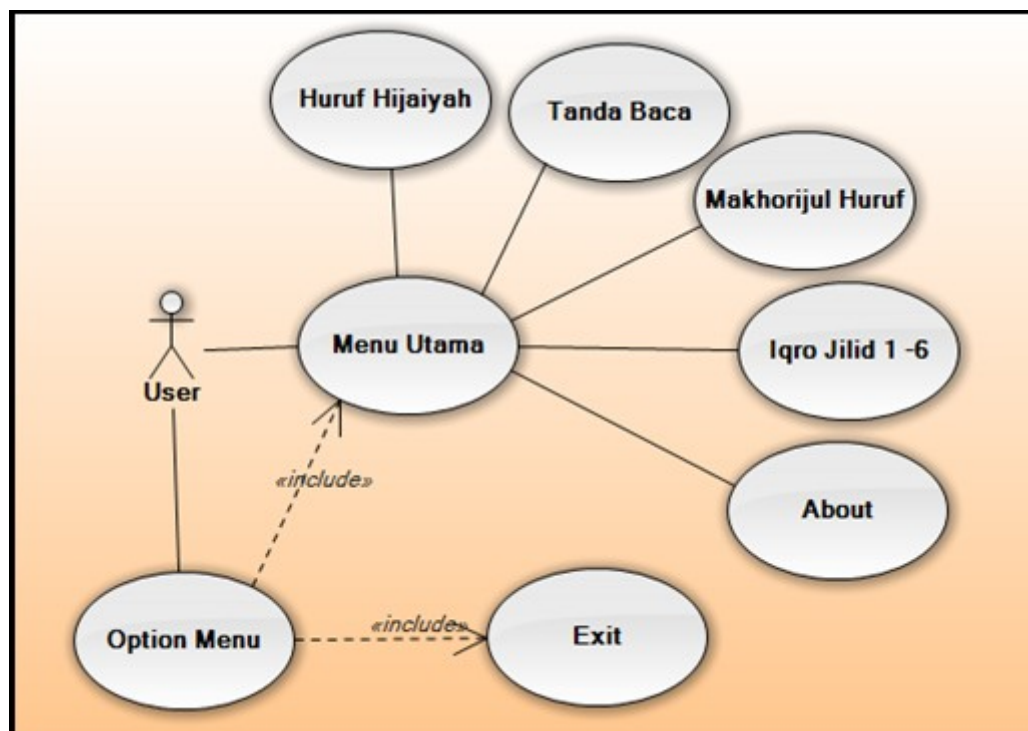 Huruf Hijaiyah
Tanda Baca
Makhorijul Huruf
Menu Utama
Iqro Jilid 1 -6
User
«include»
About
Option Menu
«include»
Exit